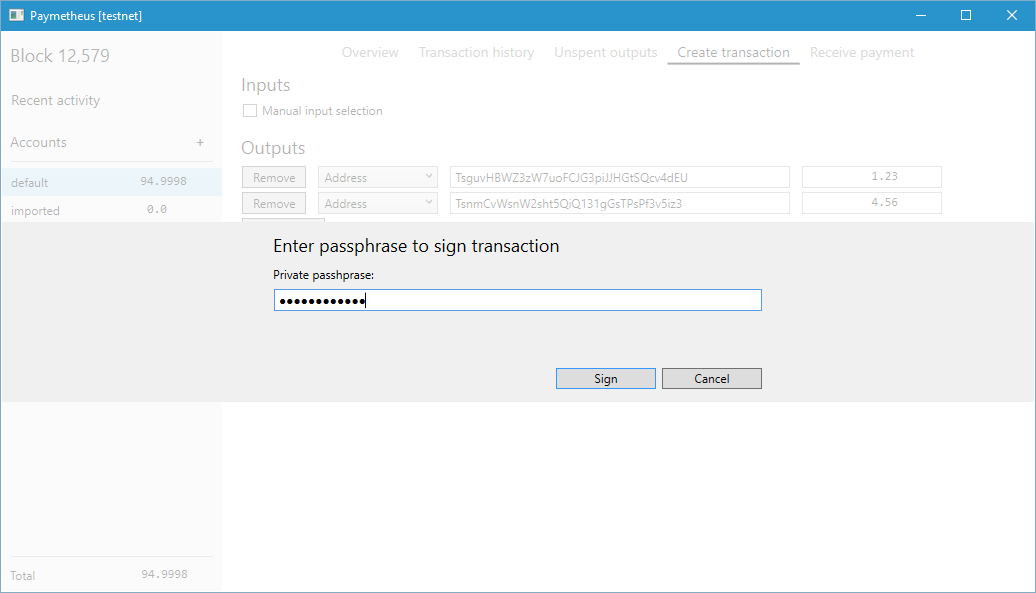 Paymetheus [testnet]
Block 12,579
Recent activity
Accounts +
default 94.9998
imported 0.0
Overview Transaction history Unspent outputs Create transaction Receive payment
Inputs
Manual input selection
Outputs
Remove Address TsguvHBWZ3zW7uoFCJG3piJJHGtSQcv4dEU 1.23
Remove Address TsnmCvWsnW2sht5QiQ131gGsTPsPf3v5iz3 4.56
Enter passphrase to sign transaction
Private passhprase:
●●●●●●●●●●●●
Sign Cancel
Total 94.9998